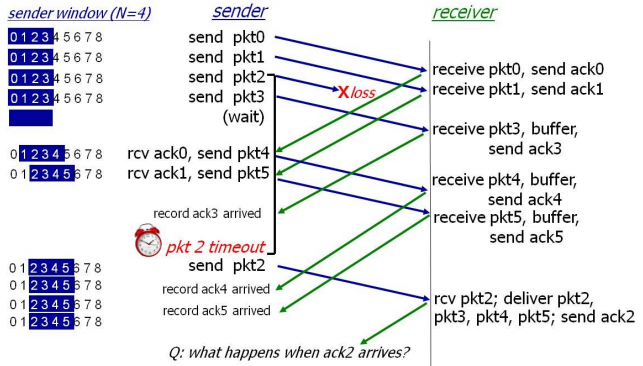 sender window (N=4)
sender
receiver
0 1 2 3 4 5 6 7 8
send pkt0
0 1 2 3 4 5 6 7 8
send pkt1
receive pkt0, send ack0
0 1 2 3 4 5 6 7 8
send pkt2
X loss
receive pkt1, send ack1
0 1 2 3 4 5 6 7 8
send pkt3
(wait)
receive pkt3, buffer,
send ack3
0 1 2 3 4 5 6 7 8
rcv ack0, send pkt4
0 1 2 3 4 5 6 7 8
rcv ack1, send pkt5
receive pkt4, buffer,
send ack4
record ack3 arrived
receive pkt5, buffer,
send ack5
pkt 2 timeout
0 1 2 3 4 5 6 7 8
send pkt2
0 1 2 3 4 5 6 7 8
record ack4 arrived
0 1 2 3 4 5 6 7 8
record ack5 arrived
0 1 2 3 4 5 6 7 8
rcv pkt2; deliver pkt2,
pkt3, pkt4, pkt5; send ack2
Q: what happens when ack2 arrives?